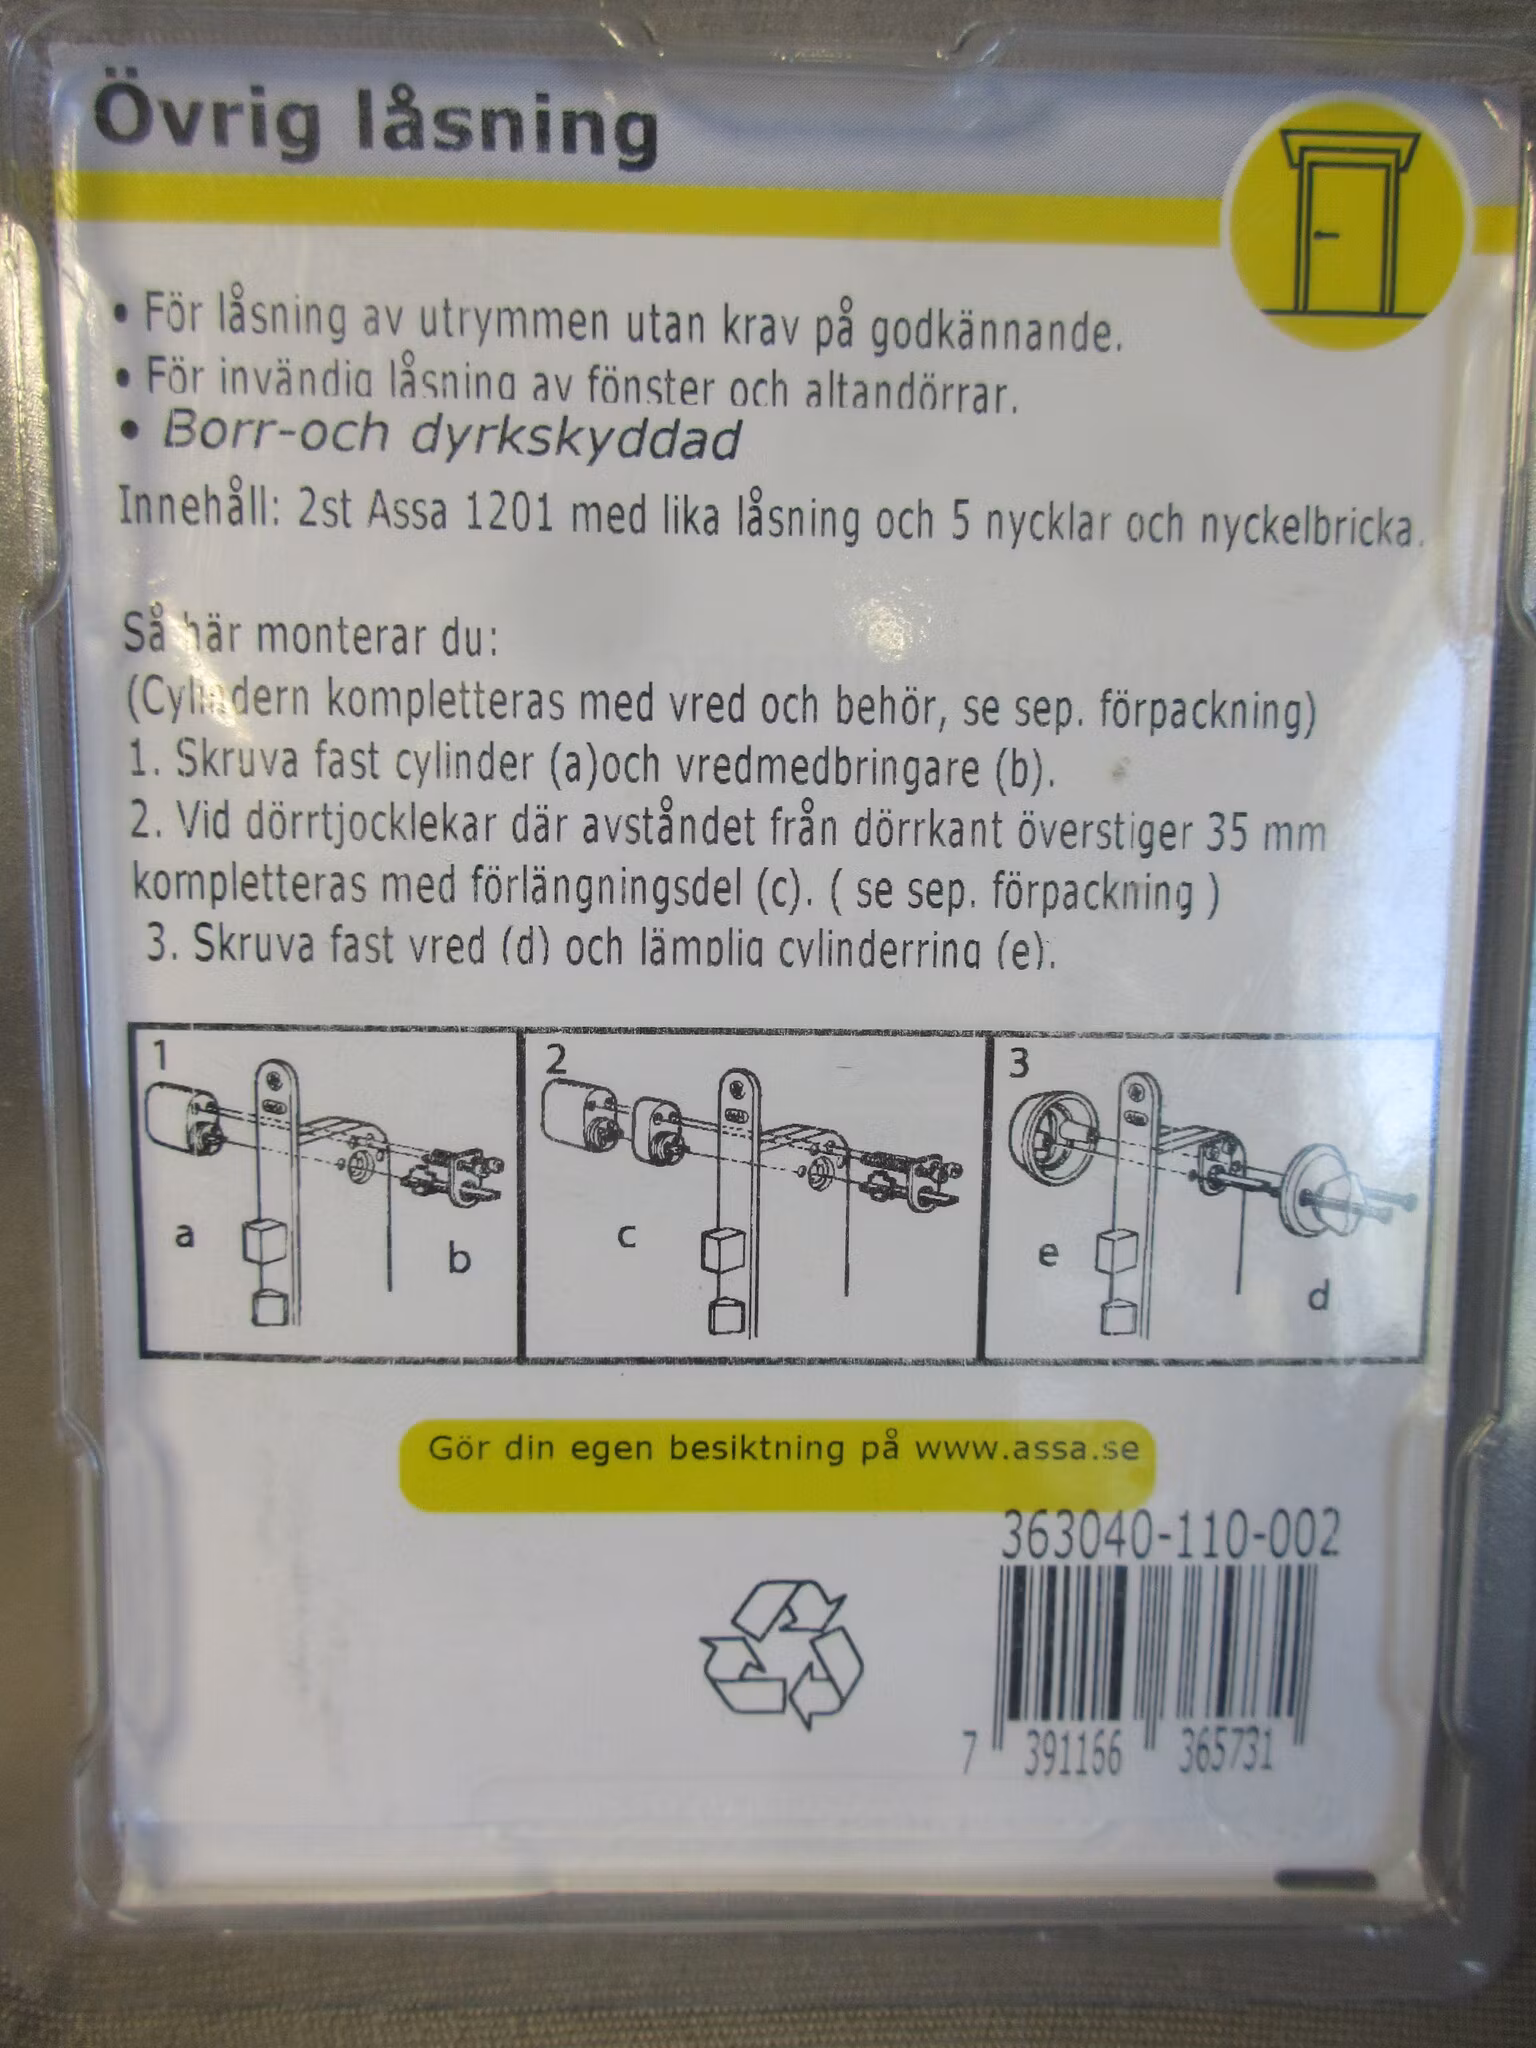 Övrig låsning
• För låsning av utrymmen utan krav på godkännande.
• För invändig låsning av fönster och altandörrar.
• Borr-och dyrkskyddad
Innehåll: 2st Assa 1201 med lika låsning och 5 nycklar och nyckelbricka.
Så här monterar du:
(Cylindern kompletteras med vred och behör, se sep. förpackning)
1. Skruva fast cylinder (a)och vredmedbringare (b).
2. Vid dörrtjocklekar där avståndet från dörrkant överstiger 35 mm
kompletteras med förlängningsdel (c). ( se sep. förpackning )
3. Skruva fast vred (d) och lämplig cylinderring (e).
1
a
b
2
c
3
e
d
Gör din egen besiktning på www.assa.se
363040-110-002
7 391166 365731